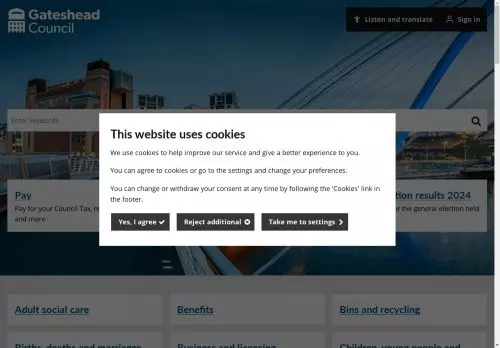 Gateshead
Council
Listen and translate
Sign in
Enter keywords
This website uses cookies
We use cookies to help improve our service and give a better experience to you.
You can agree to cookies or go to the settings and change your preferences.
You can change or withdraw your consent at any time by following the 'Cookies' link in
the footer.
Yes, I agree
Reject additional
Take me to settings
Pay
Pay for your Council Tax, re
and more.
tion results 2024
or the general election held
Adult social care
Benefits
Bins and recycling
Births, deaths and marriages
Business and licensing
Children, young people and